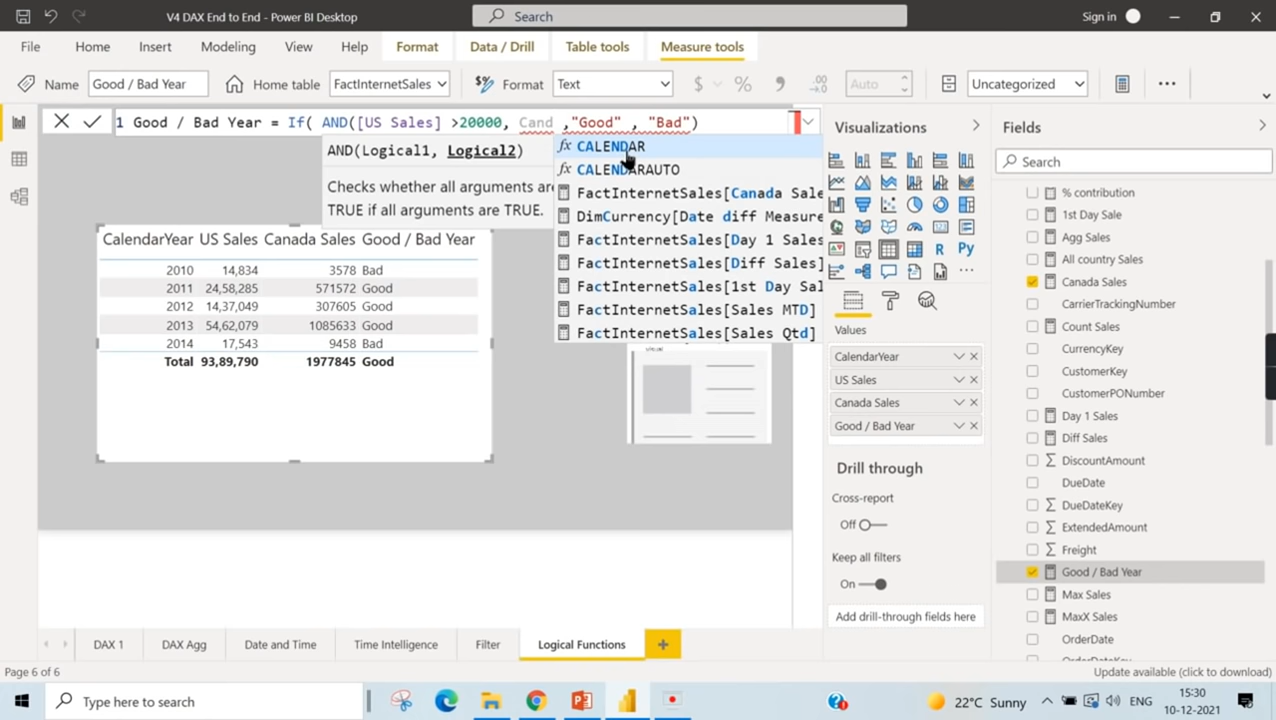 V4 DAX End to End - Power BI Desktop
Search
Sign in
File Home Insert Modeling View Help Format Data / Drill Table tools Measure tools
Name Good / Bad Year Home table FactInternetSales Format Text $ % , Auto Uncategorized
1 Good / Bad Year = If( AND([US Sales] >20000, Cand ,"Good" , "Bad")
AND(Logical1, Logical2)
Checks whether all arguments are
TRUE if all arguments are TRUE.
fx CALENDAR
fx CALENDARAUTO
FactInternetSales[Canada Sale
DimCurrency[Date diff Measure
FactInternetSales[Day 1 Sales
FactInternetSales[Diff Sales]
FactInternetSales[1st Day Sal
FactInternetSales[Sales MTD]
FactInternetSales[Sales Qtd]
CalendarYear US Sales Canada Sales Good / Bad Year
2010 14,834 3578 Bad
2011 24,58,285 571572 Good
2012 14,37,049 307605 Good
2013 54,62,079 1085633 Good
2014 17,543 9458 Bad
Total 93,89,790 1977845 Good
Visualizations
R
Py
Values
CalendarYear
US Sales
Canada Sales
Good / Bad Year
Drill through
Cross-report
Off
Keep all filters
On
Add drill-through fields here
Fields
Search
% contribution
1st Day Sale
Agg Sales
All country Sales
Canada Sales
CarrierTrackingNumber
Count Sales
CurrencyKey
CustomerKey
CustomerPONumber
Day 1 Sales
Diff Sales
DiscountAmount
DueDate
DueDateKey
ExtendedAmount
Freight
Good / Bad Year
Max Sales
MaxX Sales
OrderDate
DAX 1 DAX Agg Date and Time Time Intelligence Filter Logical Functions
Page 6 of 6
Update available (click to download)
Type here to search
22°C Sunny
ENG
15:30
10-12-2021